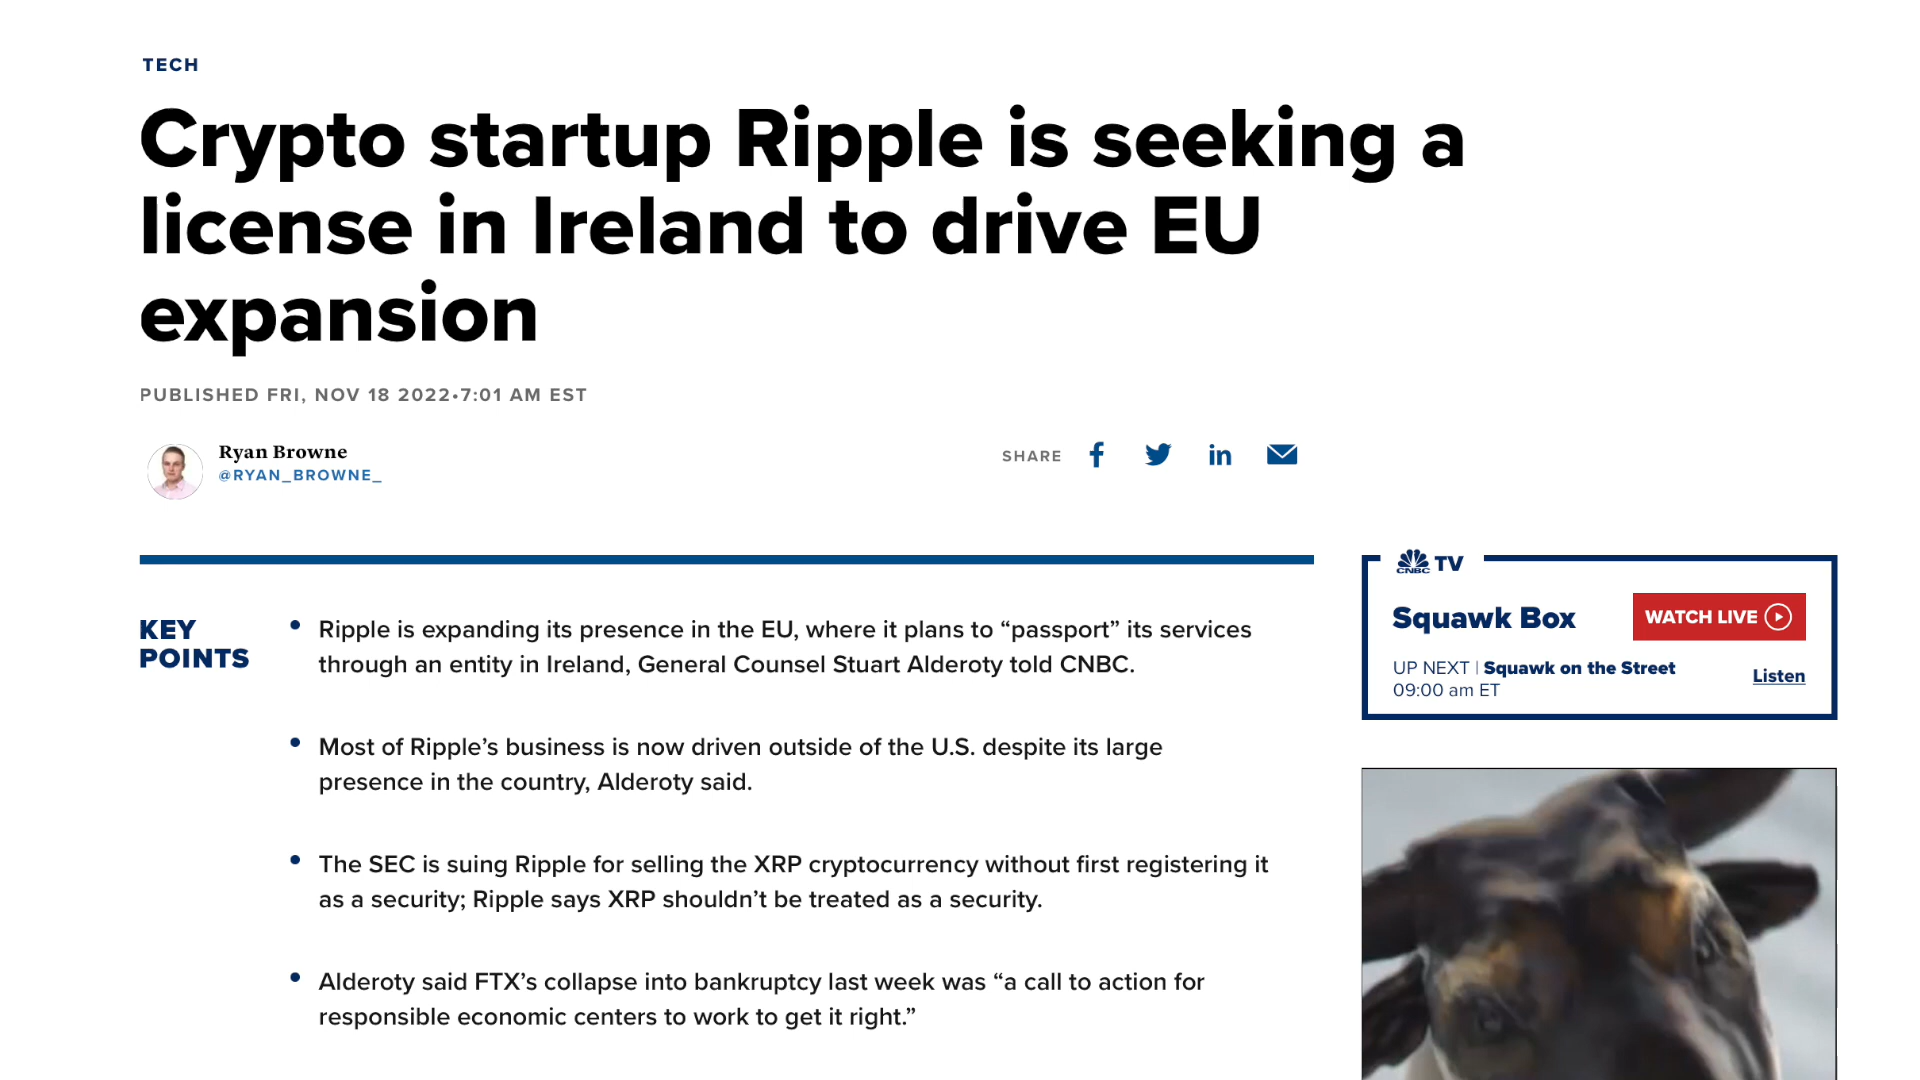 TECH
Crypto startup Ripple is seeking a
license in Ireland to drive EU
expansion
PUBLISHED FRI, NOV 18 2022•7:01 AM EST
Ryan Browne
@RYAN_BROWNE_
SHARE
KEY
POINTS
• Ripple is expanding its presence in the EU, where it plans to “passport” its services
through an entity in Ireland, General Counsel Stuart Alderoty told CNBC.
• Most of Ripple’s business is now driven outside of the U.S. despite its large
presence in the country, Alderoty said.
• The SEC is suing Ripple for selling the XRP cryptocurrency without first registering it
as a security; Ripple says XRP shouldn’t be treated as a security.
• Alderoty said FTX’s collapse into bankruptcy last week was “a call to action for
responsible economic centers to work to get it right.”
CNBC TV
Squawk Box
WATCH LIVE
UP NEXT | Squawk on the Street
09:00 am ET
Listen